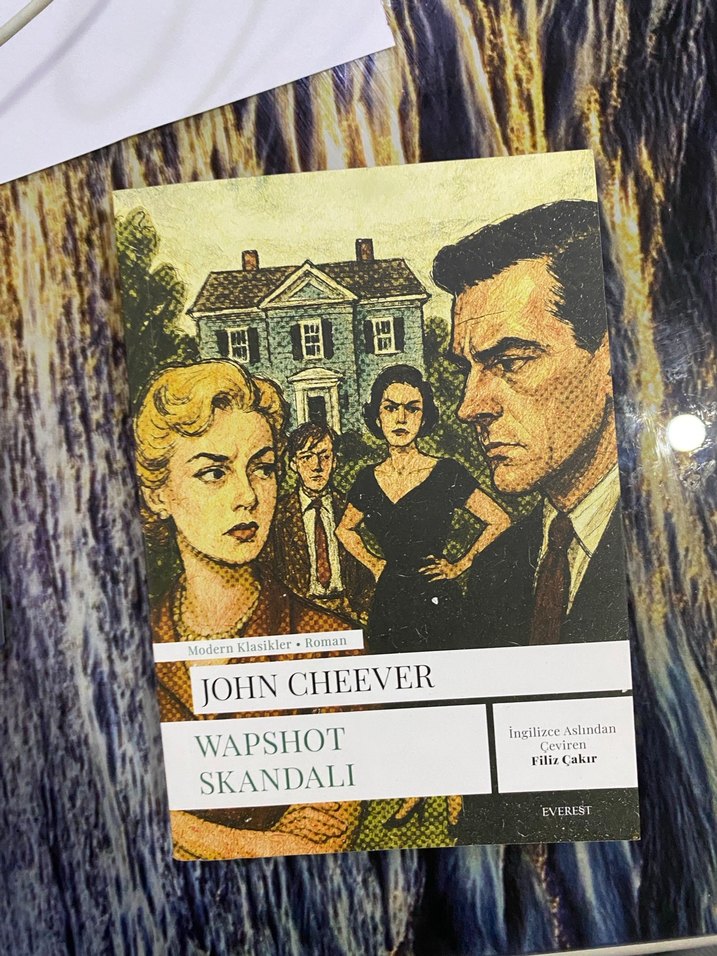 Modern Klasikler • Roman
JOHN CHEEVER
WAPSHOT
SKANDALI
İngilizce Aslından
Çeviren
Filiz Çakır
EVEREST